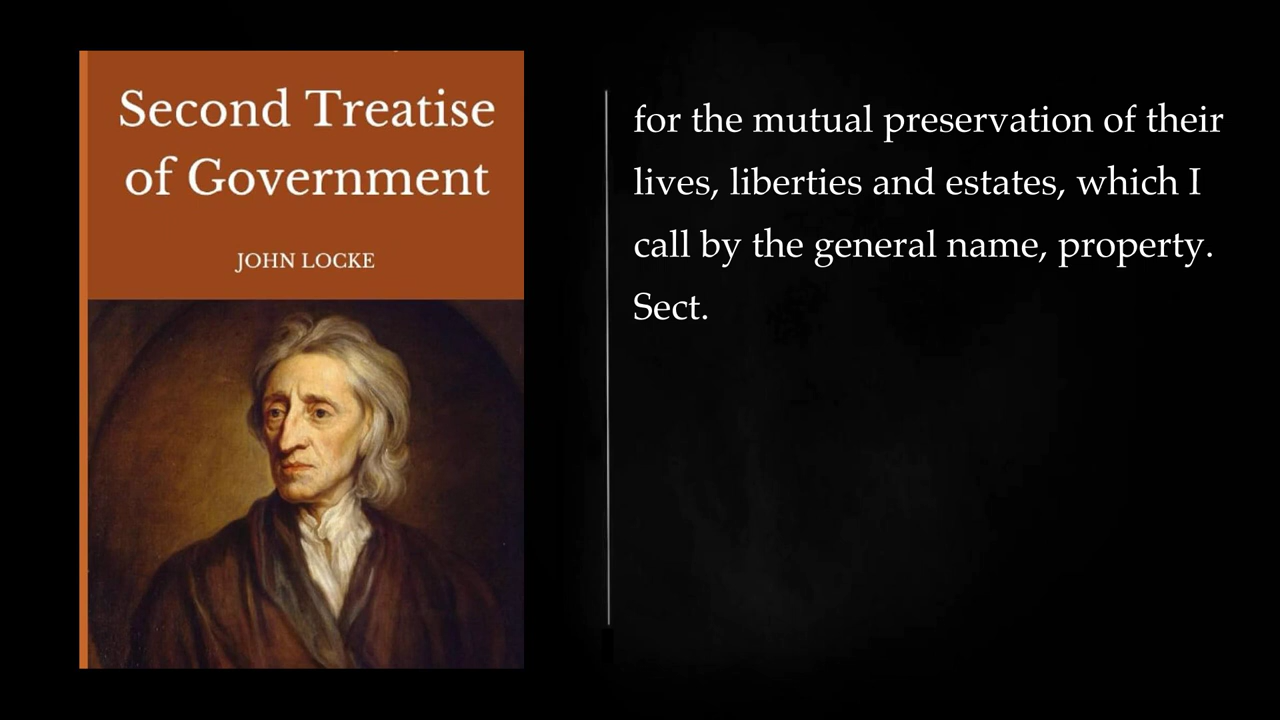 Second Treatise
of Government
JOHN LOCKE
for the mutual preservation of their
lives, liberties and estates, which I
call by the general name, property.
Sect.